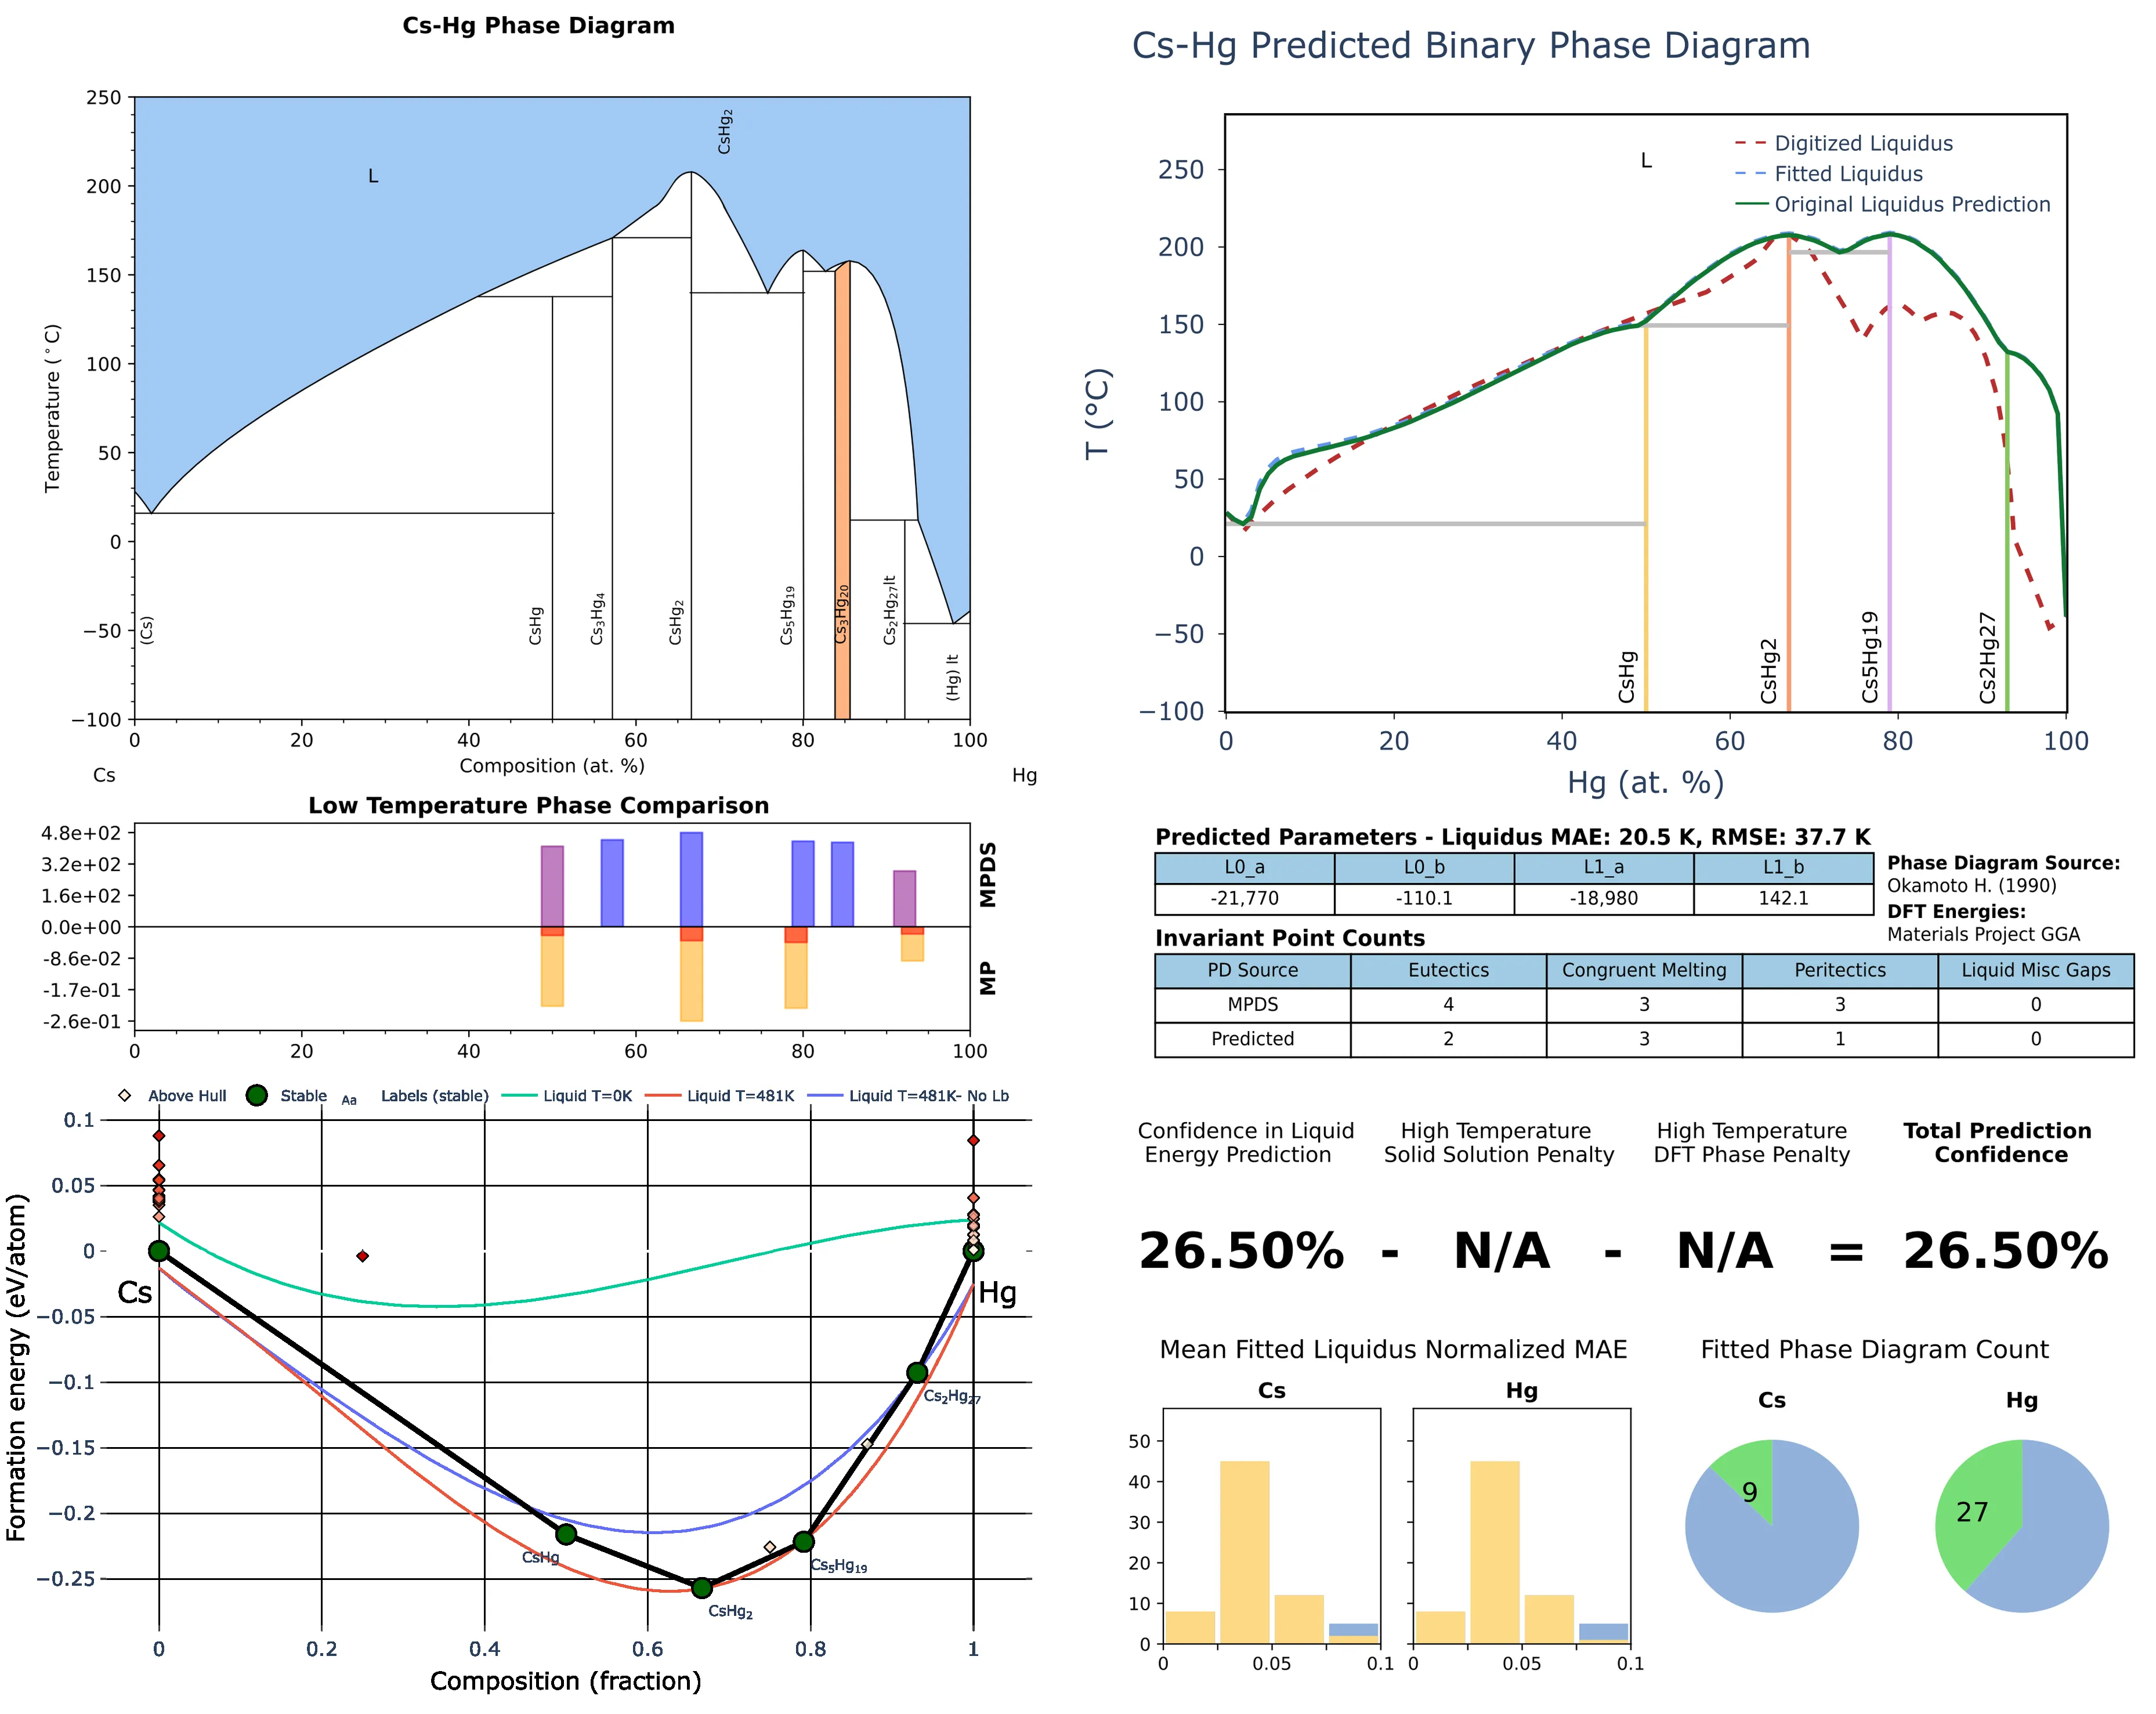 Cs-Hg Phase Diagram
250
200
150
100
50
0
−50
−100
Temperature (°C)
L
CsHg₂
(Cs)
CsHg
Cs₃Hg₄
CsHg₂
Cs₅Hg₁₉
Cs₃Hg₂₀
Cs₂Hg₂₇lt
(Hg) lt
0 20 40 60 80 100
Composition (at. %)
Cs Hg
Low Temperature Phase Comparison
4.8e+02
3.2e+02
1.6e+02
0.0e+00
-8.6e-02
-1.7e-01
-2.6e-01
MPDS
MP
0 20 40 60 80 100
Above Hull Stable Aa Labels (stable) Liquid T=0K Liquid T=481K Liquid T=481K- No Lb
0.1
0.05
0
−0.05
−0.1
−0.15
−0.2
−0.25
Formation energy (eV/atom)
Cs
Hg
Cs₂Hg₂₇
CsHg
Cs₅Hg₁₉
CsHg₂
0 0.2 0.4 0.6 0.8 1
Composition (fraction)
Cs-Hg Predicted Binary Phase Diagram
L
Digitized Liquidus
Fitted Liquidus
Original Liquidus Prediction
250
200
150
100
50
0
−50
−100
T (°C)
CsHg
CsHg2
Cs5Hg19
Cs2Hg27
0 20 40 60 80 100
Hg (at. %)
Predicted Parameters - Liquidus MAE: 20.5 K, RMSE: 37.7 K
L0_a L0_b L1_a L1_b
-21,770 -110.1 -18,980 142.1
Phase Diagram Source:
Okamoto H. (1990)
DFT Energies:
Materials Project GGA
Invariant Point Counts
PD Source Eutectics Congruent Melting Peritectics Liquid Misc Gaps
MPDS 4 3 3 0
Predicted 2 3 1 0
Confidence in Liquid
Energy Prediction
High Temperature
Solid Solution Penalty
High Temperature
DFT Phase Penalty
Total Prediction
Confidence
26.50% - N/A - N/A = 26.50%
Mean Fitted Liquidus Normalized MAE
Cs Hg
50
40
30
20
10
0
0 0.05 0.1 0 0.05 0.1
Fitted Phase Diagram Count
Cs Hg
9 27